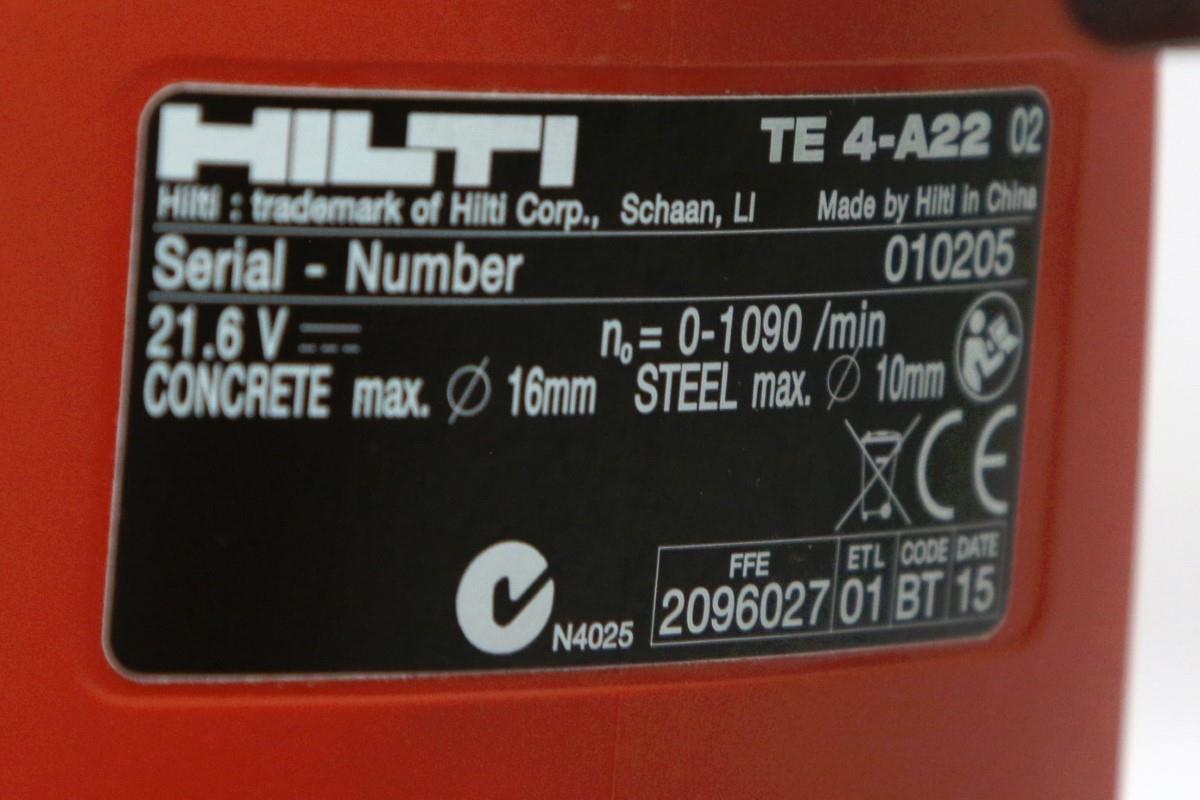 HILTI TE 4-A22 02
Hilti : trademark of Hilti Corp., Schaan, LI Made by Hilti in China
Serial - Number 010205
21.6 V n₀ = 0-1090 /min
CONCRETE max. ∅ 16mm STEEL max. ∅ 10mm
CE
FFE ETL CODE DATE
N4025 2096027 01 BT 15